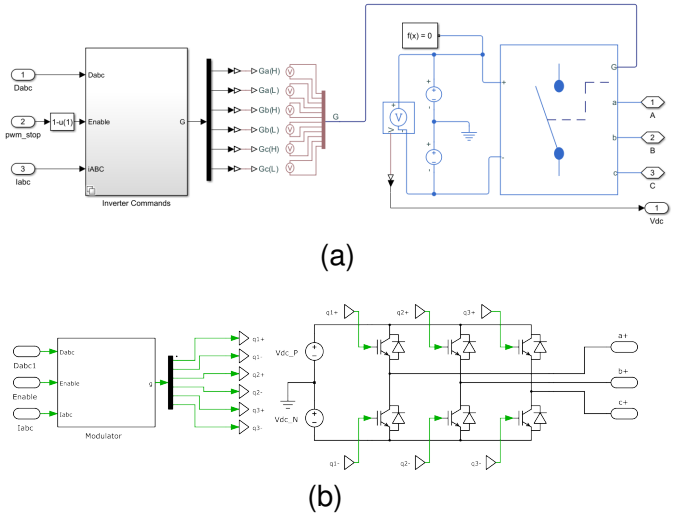 f(x) = 0
1
Dabc
Dabc
2
pwm_stop
1-u(1)
Enable
G
3
Iabc
iABC
Inverter Commands
Ga(H)
Ga(L)
Gb(H)
Gb(L)
Gc(H)
Gc(L)
V
V
V
V
V
V
G
+
-
+
-
+
V
V
+
-
G
a
b
c
1
A
2
B
3
C
1
Vdc
(a)
Dabc1
Dabc
Enable
Enable
Iabc
Iabc
g
Modulator
q1+
q1-
q2+
q2-
q3+
q3-
q1+
q2+
q3+
Vdc_P
Vdc_N
q1-
q2-
q3-
a+
b+
c+
(b)